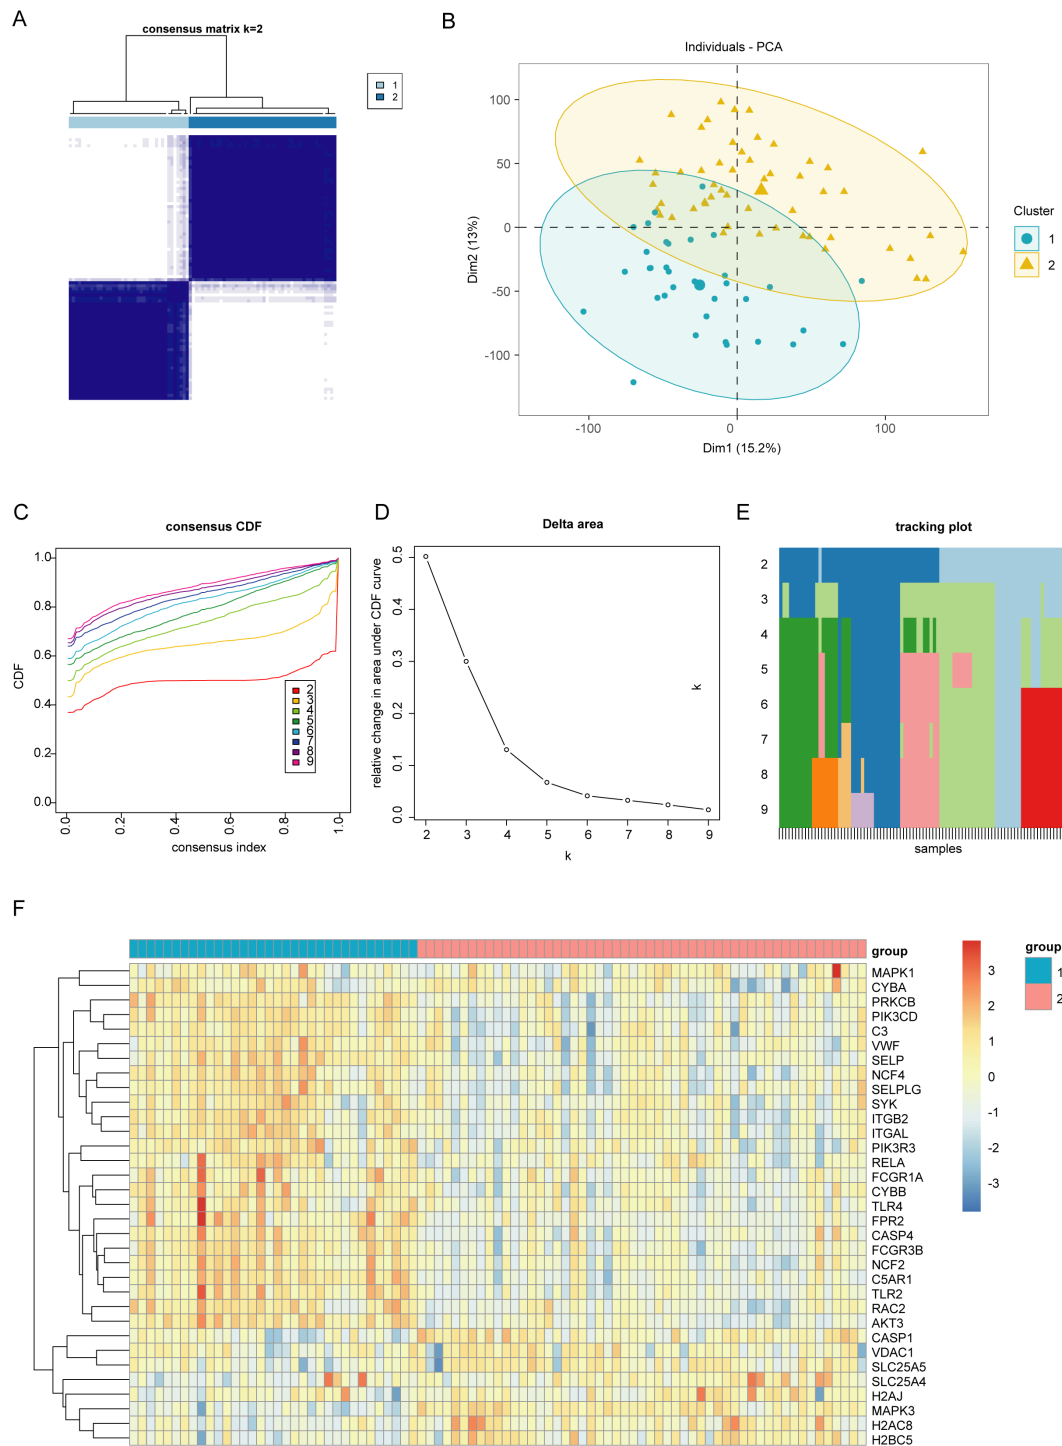 A
consensus matrix k=2
1
2
B
Individuals - PCA
100
50
0
-50
-100
Dim2 (13%)
-100
0
100
Dim1 (15.2%)
Cluster
1
2
C
consensus CDF
1.0
0.8
0.6
0.4
0.2
0.0
CDF
0.0
0.2
0.4
0.6
0.8
1.0
consensus index
2
3
4
5
6
7
8
9
D
Delta area
0.5
0.4
0.3
0.2
0.1
0.0
relative change in area under CDF curve
2
3
4
5
6
7
8
9
k
E
tracking plot
k
2
3
4
5
6
7
8
9
samples
F
group
MAPK1
CYBA
PRKCB
PIK3CD
C3
VWF
SELP
NCF4
SELPLG
SYK
ITGB2
ITGAL
PIK3R3
RELA
FCGR1A
CYBB
TLR4
FPR2
CASP4
FCGR3B
NCF2
C5AR1
TLR2
RAC2
AKT3
CASP1
VDAC1
SLC25A5
SLC25A4
H2AJ
MAPK3
H2AC8
H2BC5
3
2
1
0
-1
-2
-3
group
1
2